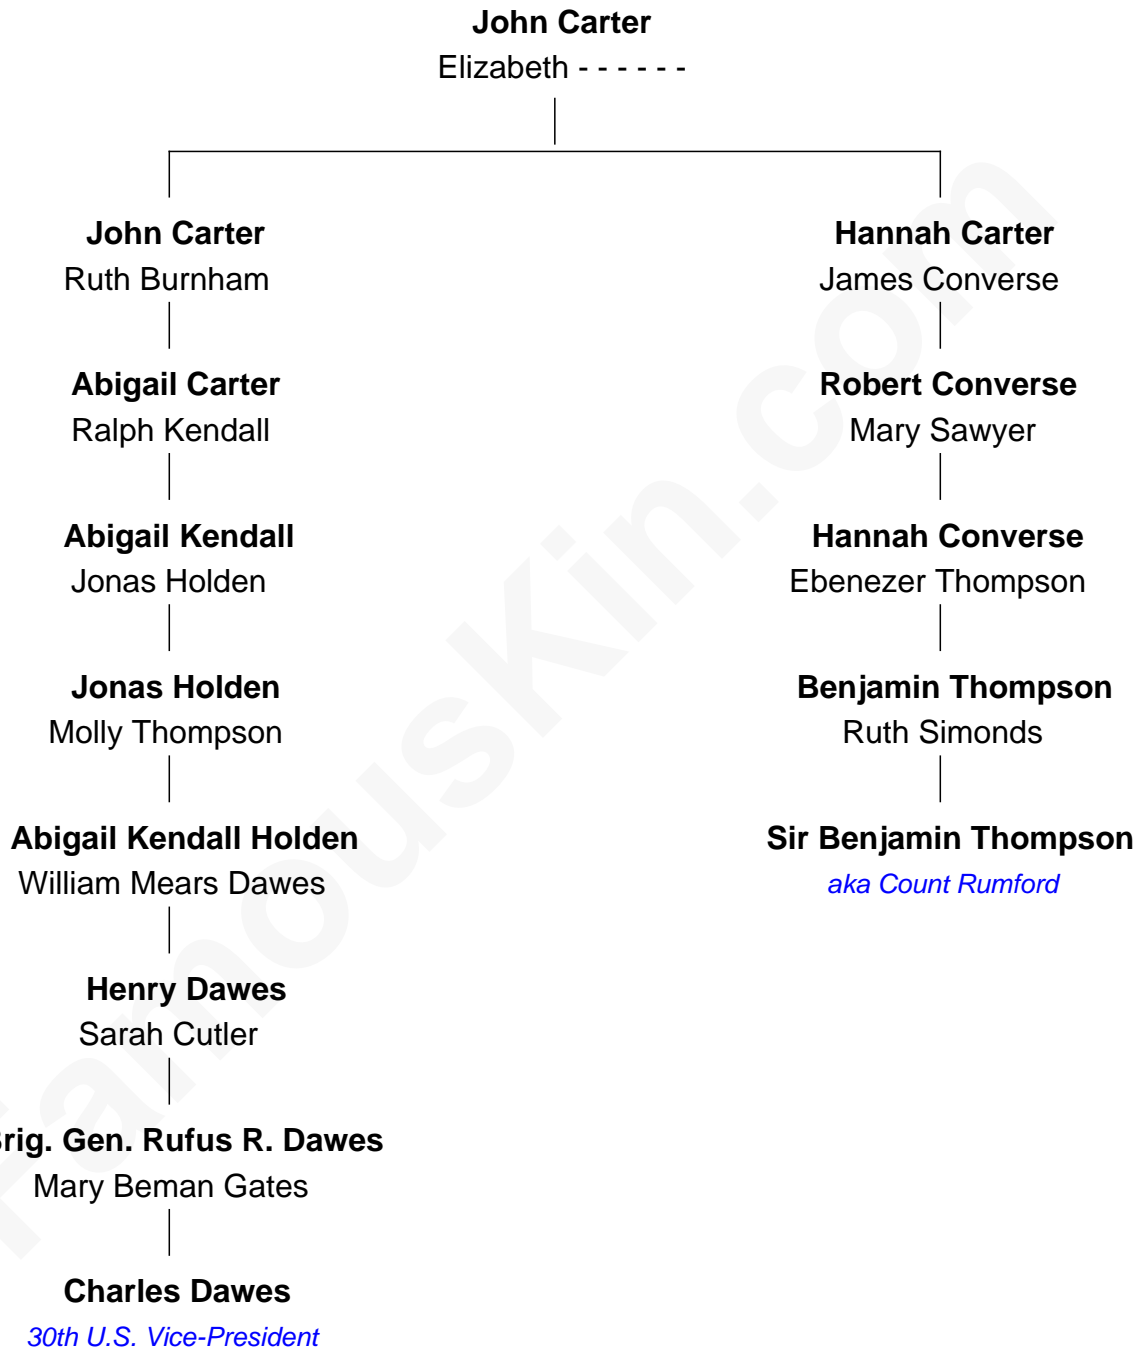 John Carter
Elizabeth - - - - - -
John Carter
Ruth Burnham
Hannah Carter
James Converse
Abigail Carter
Ralph Kendall
Robert Converse
Mary Sawyer
Abigail Kendall
Jonas Holden
Hannah Converse
Ebenezer Thompson
Jonas Holden
Molly Thompson
Benjamin Thompson
Ruth Simonds
Abigail Kendall Holden
William Mears Dawes
Sir Benjamin Thompson
aka Count Rumford
Henry Dawes
Sarah Cutler
Brig. Gen. Rufus R. Dawes
Mary Beman Gates
Charles Dawes
30th U.S. Vice-President
FamousKin.com